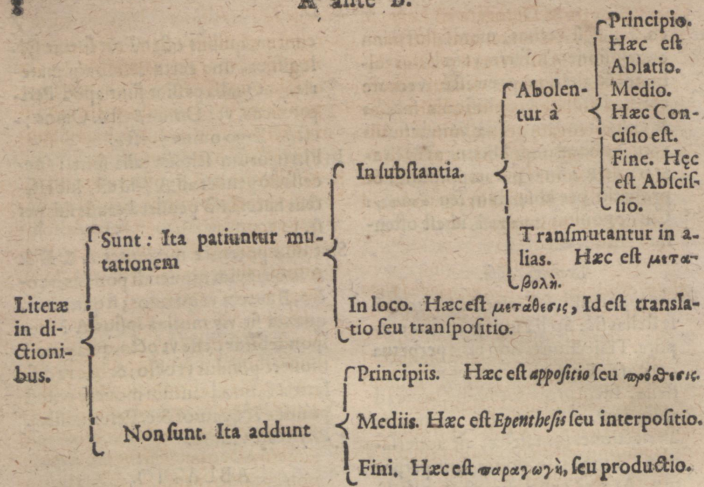 A ante B.
Literæ
in di-
ctioni-
bus.
Sunt: Ita patiuntur mu-
tationem
In substantia.
Abolen-
tur à
Principio.
Hæc est
Ablatio.
Medio.
Hæc Con-
cisio est.
Fine. Hęc
est Abscis-
sio.
Transmutantur in a-
lias. Hæc est μετα-
βολὴ.
In loco. Hæc est μετάθεσις, Id est transla-
tio seu transpositio.
Non sunt. Ita addunt
Principiis. Hæc est appositio seu πρόθεσις.
Mediis. Hæc est Epenthesis seu interpositio.
Fini. Hæc est παραγωγὴ, seu productio.